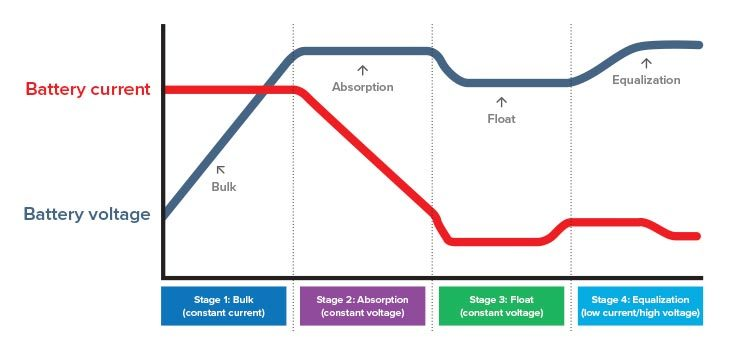 Battery current
Battery voltage
Bulk
Absorption
Float
Equalization
Stage 1: Bulk
(constant current)
Stage 2: Absorption
(constant voltage)
Stage 3: Float
(constant voltage)
Stage 4: Equalization
(low current/high voltage)